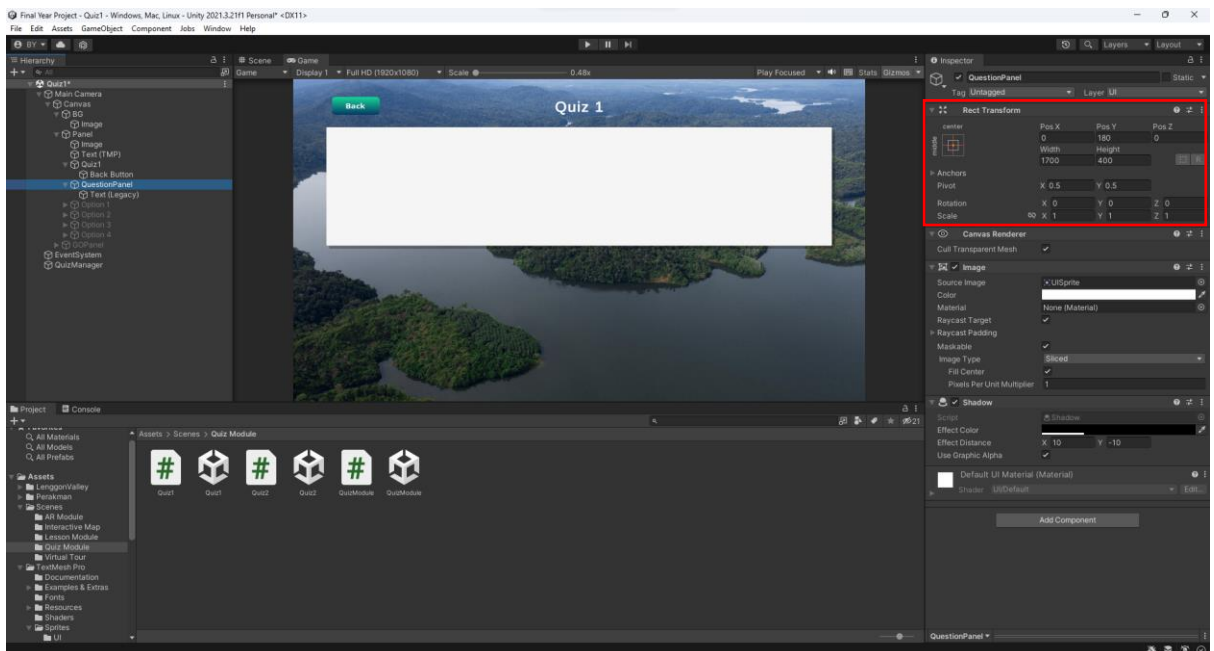 Final Year Project - Quiz1 - Windows, Mac, Linux - Unity 2021.3.21f1 Personal* <DX11>
File Edit Assets GameObject Component Jobs Window Help
BY
Layers Layout
Hierarchy
All
Quiz1*
Main Camera
Canvas
BG
Image
Panel
Image
Text (TMP)
Quiz1
Back Button
QuestionPanel
Text (Legacy)
Option 1
Option 2
Option 3
Option 4
GOPanel
EventSystem
QuizManager
Scene Game
Game Display 1 Full HD (1920x1080) Scale 0.48x Play Focused Stats Gizmos
Back
Quiz 1
Inspector
QuestionPanel Static
Tag Untagged Layer UI
Rect Transform
center
middle
Pos X Pos Y Pos Z
0 180 0
Width Height
1700 400
R
Anchors
Pivot X 0.5 Y 0.5
Rotation X 0 Y 0 Z 0
Scale X 1 Y 1 Z 1
Canvas Renderer
Cull Transparent Mesh
Image
Source Image UISprite
Color
Material None (Material)
Raycast Target
Raycast Padding
Maskable
Image Type Sliced
Fill Center
Pixels Per Unit Multiplier 1
Shadow
Script Shadow
Effect Color
Effect Distance X 10 Y -10
Use Graphic Alpha
Default UI Material (Material)
Shader UI/Default Edit...
Add Component
QuestionPanel
Project Console
21
Favorites
All Materials
All Models
All Prefabs
Assets
LenggonValley
Perakman
Scenes
AR Module
Interactive Map
Lesson Module
Quiz Module
Virtual Tour
TextMesh Pro
Documentation
Examples & Extras
Fonts
Resources
Shaders
Sprites
UI
Assets > Scenes > Quiz Module
Quiz1 Quiz1 Quiz2 Quiz2 QuizModule QuizModule